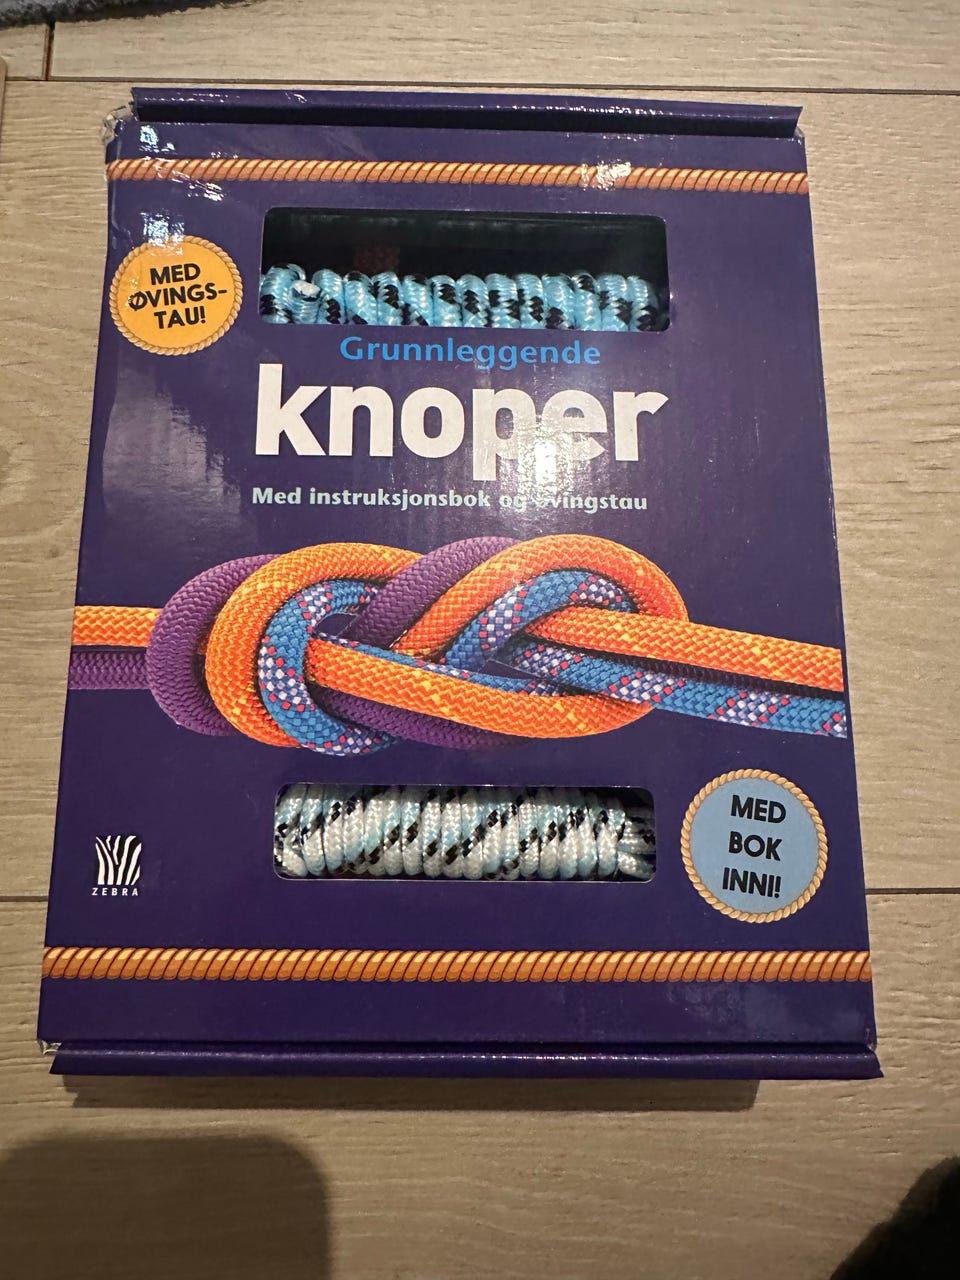 MED
ØVINGS-
TAU!
Grunnleggende
knoper
Med instruksjonsbok og øvingstau
MED
BOK
INNI!
ZEBRA